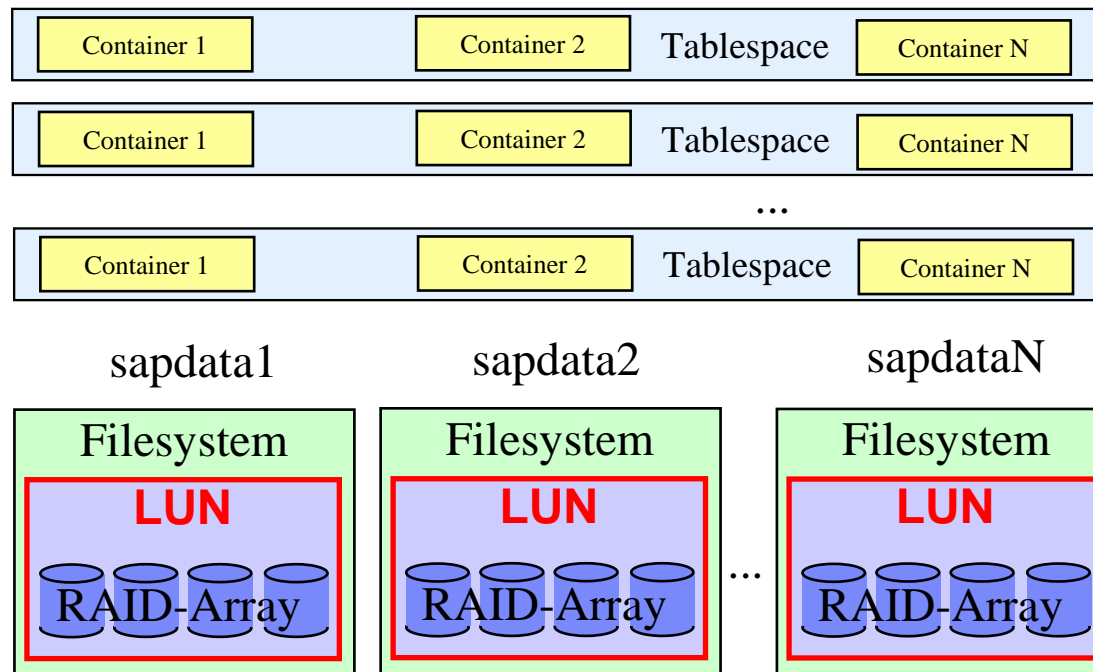 Container 1 Container 2 Tablespace Container N
Container 1 Container 2 Tablespace Container N
...
Container 1 Container 2 Tablespace Container N
sapdata1 sapdata2 sapdataN
Filesystem Filesystem Filesystem
LUN LUN LUN
...
RAID-Array RAID-Array RAID-Array